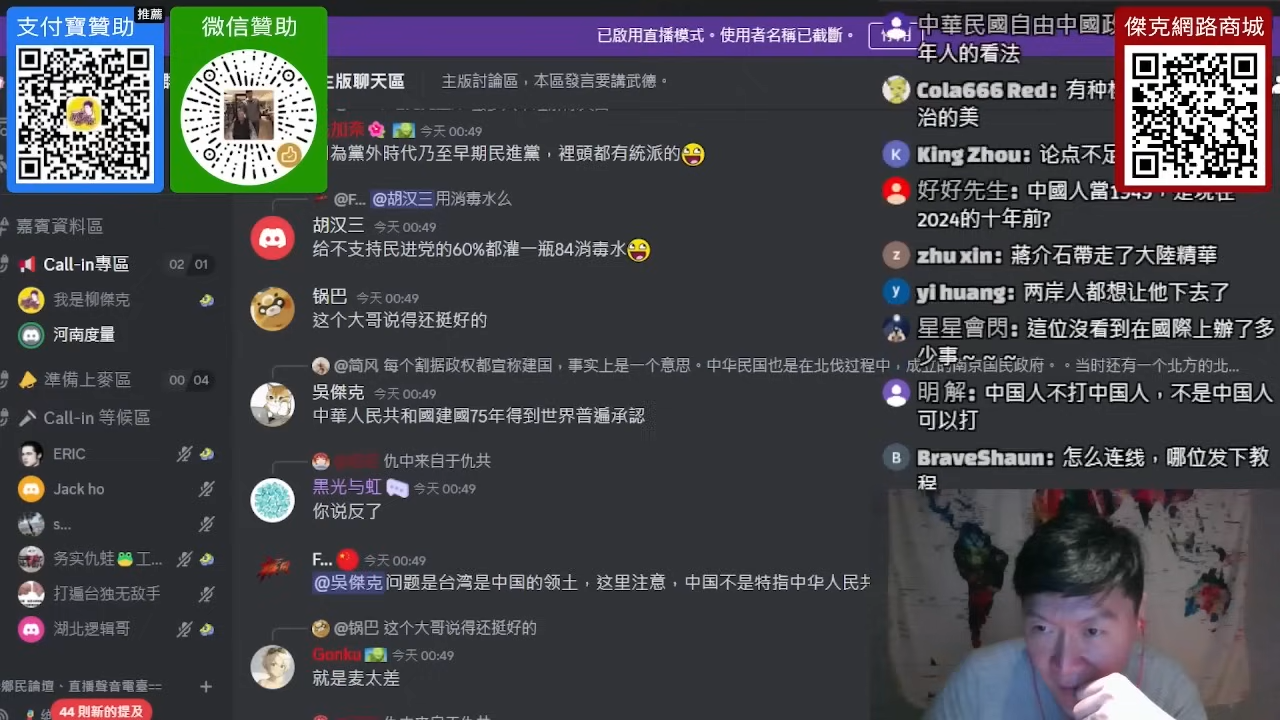 支付寶贊助
推薦
微信贊助
已啟用直播模式。使用者名稱已截斷。
傑克網路商城
主版聊天區
主版討論區，本區發言要講武德。
今天 00:49
因為黨外時代乃至早期民進黨，裡頭都有統派的😅
@F... @胡汉三 用消毒水么
胡汉三 今天 00:49
给不支持民进党的60%都灌一瓶84消毒水😅
锅巴 今天 00:49
这个大哥说得还挺好的
@简风 每个割据政权都宣称建国，事实上是一个意思。中华民国也是在北伐过程中，成立的南京国民政府。。当时还有一个北方的北...
吳傑克 今天 00:49
中華人民共和國建國75年得到世界普遍承認
仇中来自于仇共
黑光与虹 今天 00:49
你说反了
F... 今天 00:49
@吳傑克 问题是台湾是中国的领土，这里注意，中国不是特指中华人民共
@锅巴 这个大哥说得还挺好的
Gonku 今天 00:49
就是麦太差
嘉賓資料區
Call-in專區 02 01
我是柳傑克
河南度量
準備上麥區 00 04
Call-in 等候區
ERIC
Jack ho
s...
务实仇蛙🐸工...
打遍台独无敌手
湖北逻辑哥
鄉民論壇、直播聲音電臺==
44 則新的提及
中華民國自由中國政
年人的看法
Cola666 Red: 有种
治的美
King Zhou: 论点不足
好好先生: 中國人當1949，是現在
2024的十年前?
zhu xin: 蔣介石帶走了大陸精華
yi huang: 两岸人都想让他下去了
星星會閃: 這位沒看到在國際上辦了多
少事～～～
明 解: 中国人不打中国人，不是中国人
可以打
BraveShaun: 怎么连线，哪位发下教
程